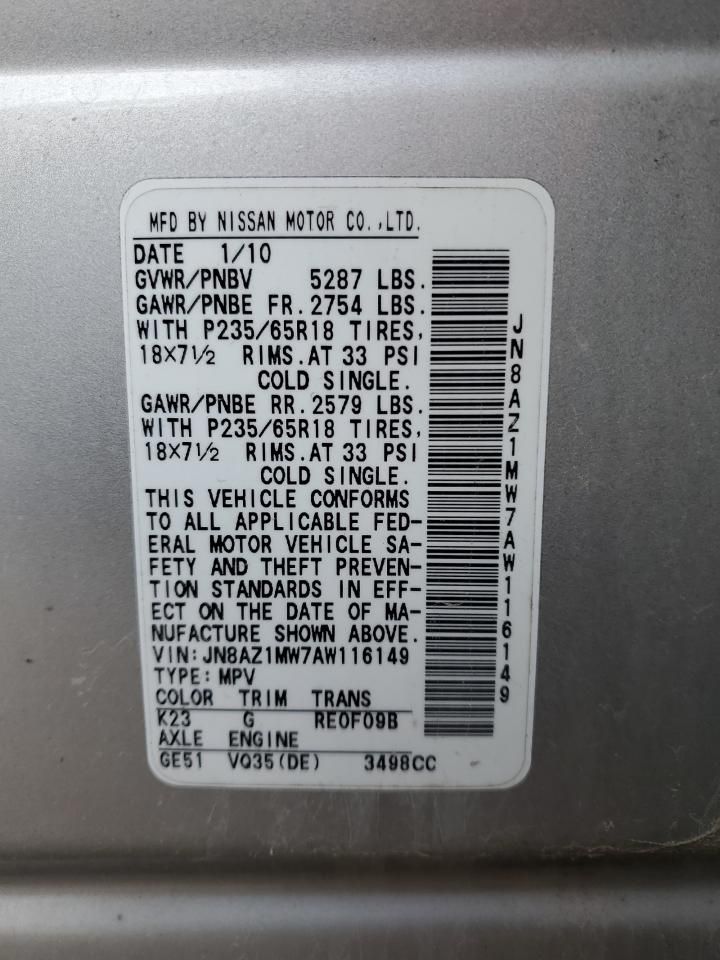 MFD BY NISSAN MOTOR CO.,LTD.
DATE 1/10
GVWR/PNBV 5287 LBS.
GAWR/PNBE FR. 2754 LBS.
WITH P235/65R18 TIRES,
18×7½ RIMS. AT 33 PSI
COLD SINGLE.
GAWR/PNBE RR. 2579 LBS.
WITH P235/65R18 TIRES,
18×7½ RIMS. AT 33 PSI
COLD SINGLE.
THIS VEHICLE CONFORMS
TO ALL APPLICABLE FED-
ERAL MOTOR VEHICLE SA-
FETY AND THEFT PREVEN-
TION STANDARDS IN EFF-
ECT ON THE DATE OF MA-
NUFACTURE SHOWN ABOVE.
VIN: JN8AZ1MW7AW116149
TYPE: MPV
COLOR TRIM TRANS
K23 G RE0F09B
AXLE ENGINE
GE51 VQ35(DE) 3498CC
JN8AZ1MW7AW116149